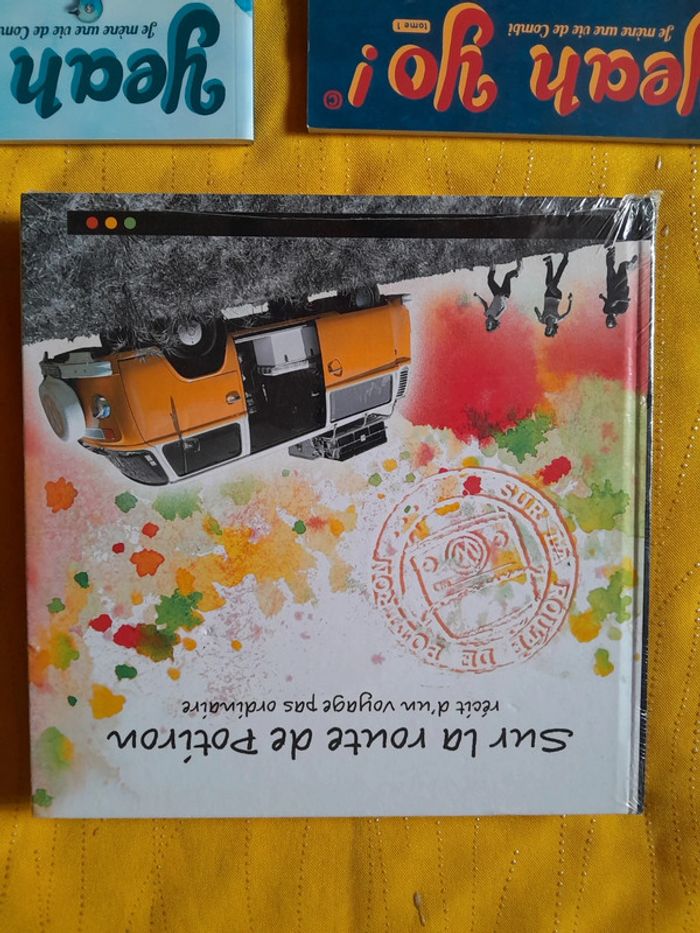 Sur la route de Potiron
récit d'un voyage pas ordinaire
SUR LA ROUTE DE POTIRON
yeah yo!
tome 1
Je mène une vie de Combi
yeah
Je mène une vie de Com